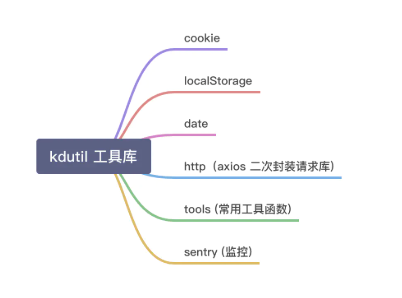 cookie
localStorage
date
kdutil 工具库
http（axios 二次封装请求库）
tools (常用工具函数)
sentry (监控)